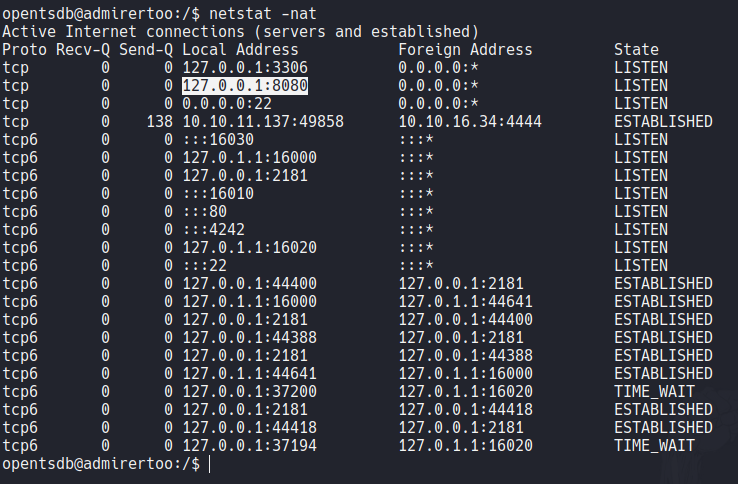 opentsdb@admirertoo:/$ netstat -nat
Active Internet connections (servers and established)
Proto Recv-Q Send-Q Local Address           Foreign Address         State
tcp        0      0 127.0.0.1:3306          0.0.0.0:*               LISTEN
tcp        0      0 127.0.0.1:8080          0.0.0.0:*               LISTEN
tcp        0      0 0.0.0.0:22              0.0.0.0:*               LISTEN
tcp        0    138 10.10.11.137:49858      10.10.16.34:4444        ESTABLISHED
tcp6       0      0 :::16030                :::*                    LISTEN
tcp6       0      0 127.0.1.1:16000         :::*                    LISTEN
tcp6       0      0 127.0.0.1:2181          :::*                    LISTEN
tcp6       0      0 :::16010                :::*                    LISTEN
tcp6       0      0 :::80                   :::*                    LISTEN
tcp6       0      0 :::4242                 :::*                    LISTEN
tcp6       0      0 127.0.1.1:16020         :::*                    LISTEN
tcp6       0      0 :::22                   :::*                    LISTEN
tcp6       0      0 127.0.0.1:44400         127.0.0.1:2181          ESTABLISHED
tcp6       0      0 127.0.1.1:16000         127.0.1.1:44641         ESTABLISHED
tcp6       0      0 127.0.0.1:2181          127.0.0.1:44400         ESTABLISHED
tcp6       0      0 127.0.0.1:44388         127.0.0.1:2181          ESTABLISHED
tcp6       0      0 127.0.0.1:2181          127.0.0.1:44388         ESTABLISHED
tcp6       0      0 127.0.1.1:44641         127.0.1.1:16000         ESTABLISHED
tcp6       0      0 127.0.0.1:37200         127.0.1.1:16020         TIME_WAIT
tcp6       0      0 127.0.0.1:2181          127.0.0.1:44418         ESTABLISHED
tcp6       0      0 127.0.0.1:44418         127.0.0.1:2181          ESTABLISHED
tcp6       0      0 127.0.0.1:37194         127.0.1.1:16020         TIME_WAIT
opentsdb@admirertoo:/$